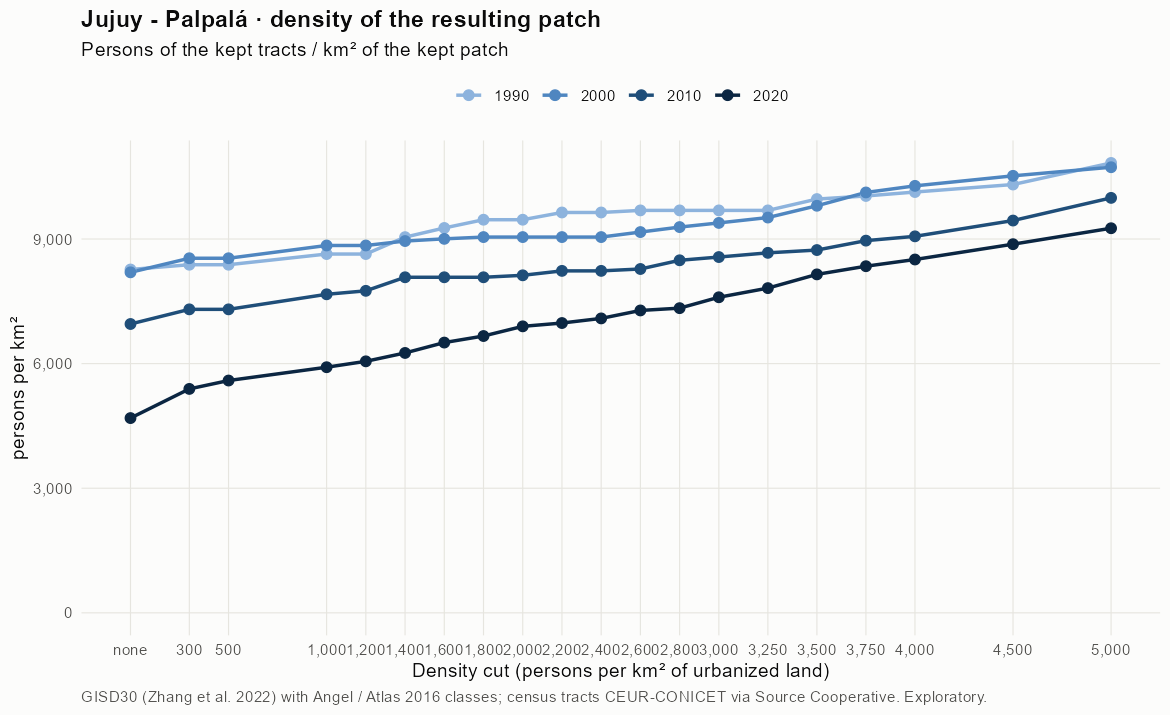 Jujuy - Palpalá · density of the resulting patch
Persons of the kept tracts / km² of the kept patch
1990 2000 2010 2020
persons per km²
9,000
6,000
3,000
0
none 300 500 1,000 1,200 1,400 1,600 1,800 2,000 2,200 2,400 2,600 2,800 3,000 3,250 3,500 3,750 4,000 4,500 5,000
Density cut (persons per km² of urbanized land)
GISD30 (Zhang et al. 2022) with Angel / Atlas 2016 classes; census tracts CEUR-CONICET via Source Cooperative. Exploratory.